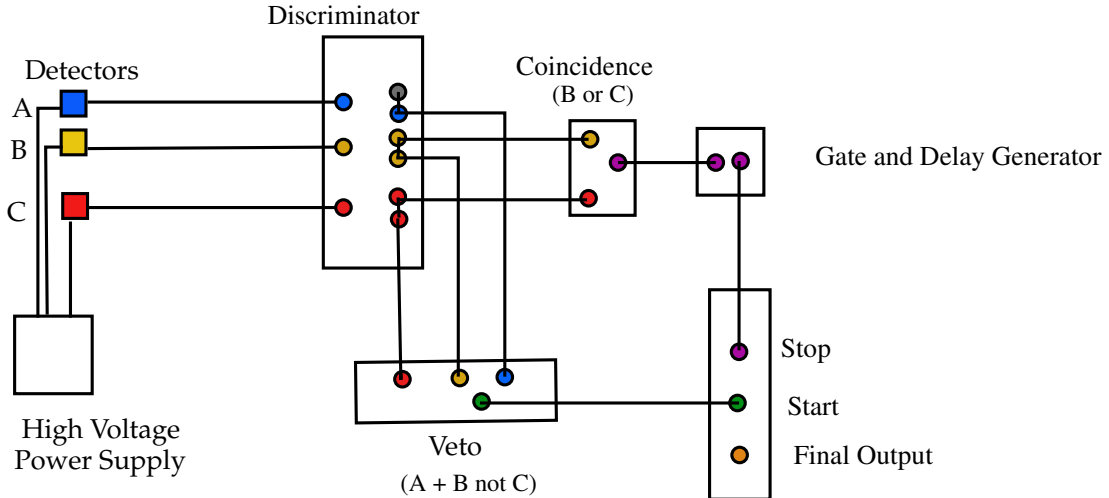 Discriminator
Detectors
A
B
C
Coincidence
(B or C)
Gate and Delay Generator
Stop
Start
Final Output
High Voltage
Power Supply
Veto
(A + B not C)